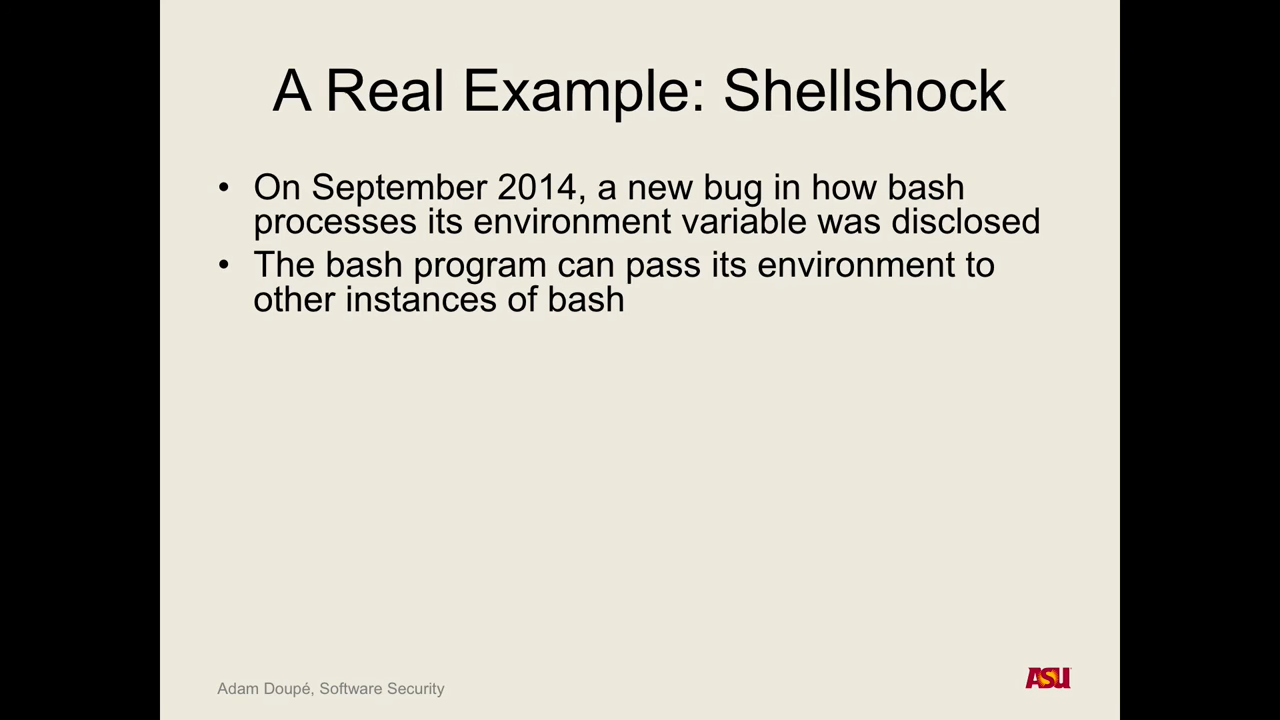 A Real Example: Shellshock
• On September 2014, a new bug in how bash
processes its environment variable was disclosed
• The bash program can pass its environment to
other instances of bash
Adam Doupé, Software Security
ASU